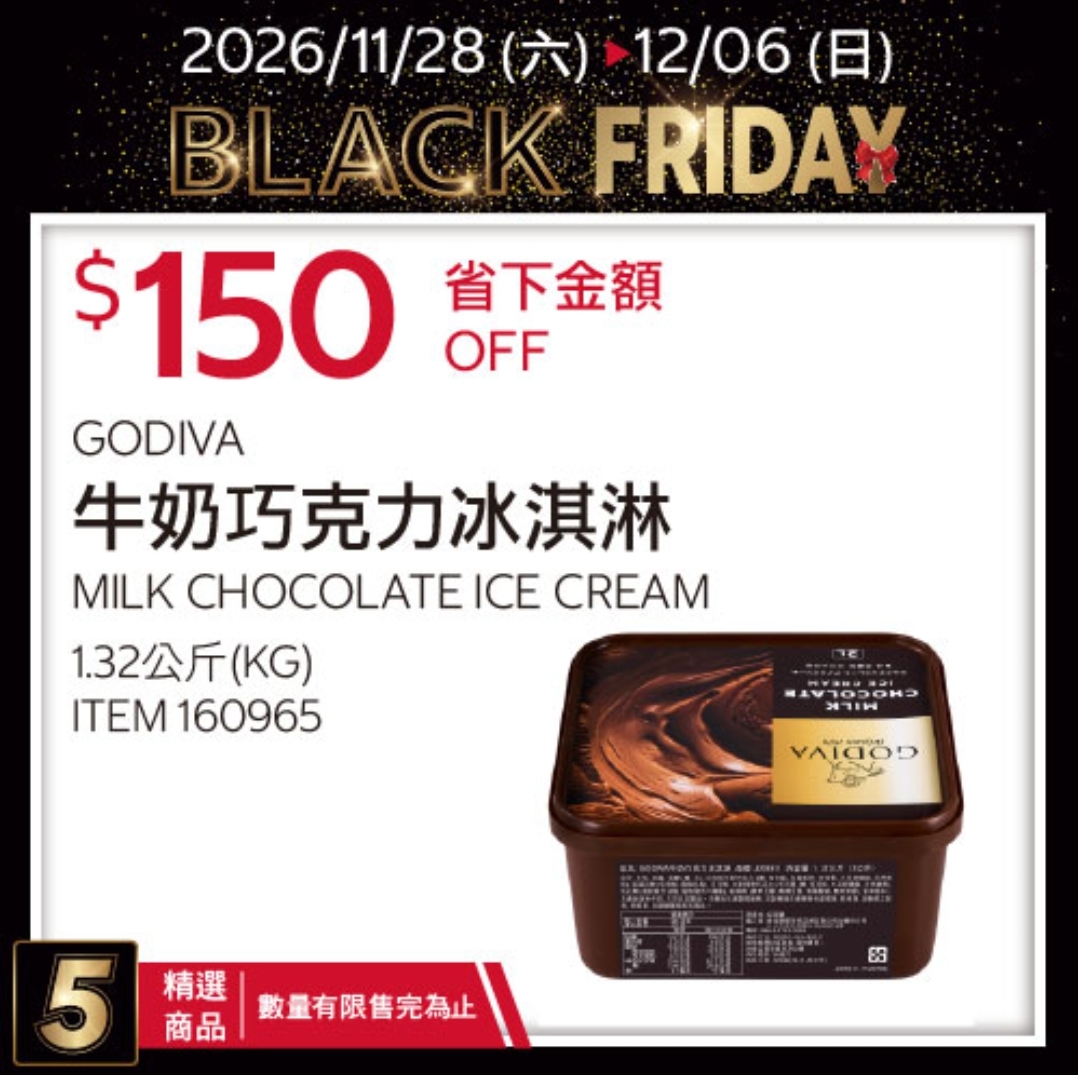 2026/11/28 (六) ▶ 12/06 (日)
BLACK FRIDAY
$150
省下金額
OFF
GODIVA
牛奶巧克力冰淇淋
MILK CHOCOLATE ICE CREAM
1.32公斤(KG)
ITEM 160965
2L
MILK
CHOCOLATE
ICE CREAM
GODIVA
5
精選
商品
數量有限售完為止